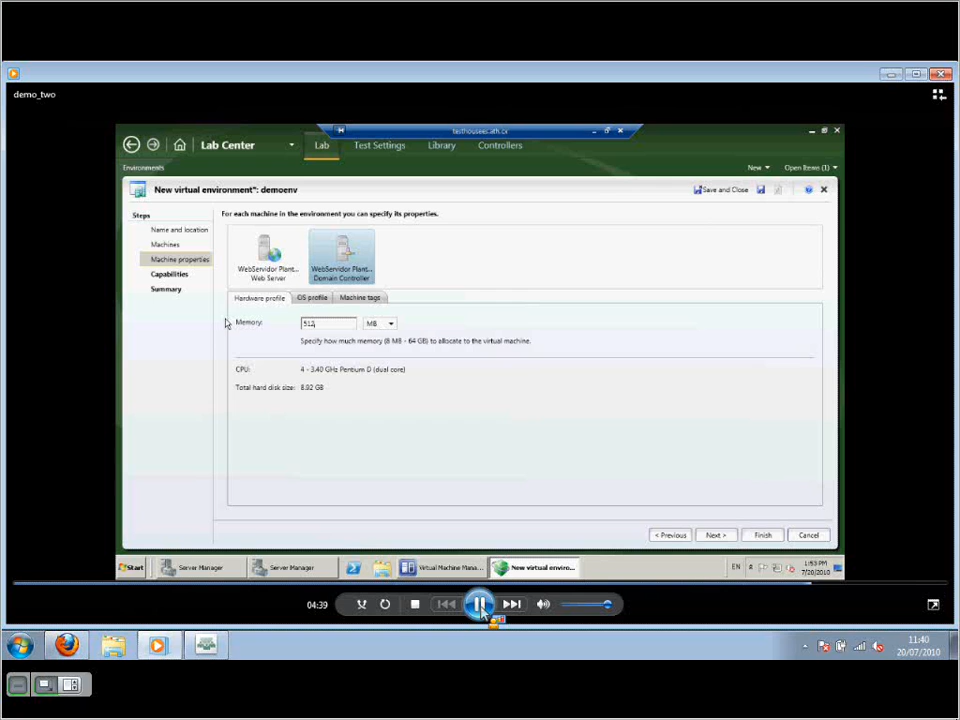 demo_two
testhousees.ath.cx
Lab Center
Lab
Test Settings
Library
Controllers
Environments
New
Open Items (1)
New virtual environment*: demoenv
Save and Close
Steps
Name and location
Machines
Machine properties
Capabilities
Summary
For each machine in the environment you can specify its properties.
WebServidor Plant...
Web Server
WebServidor Plant...
Domain Controller
Hardware profile
OS profile
Machine tags
Memory:
512
MB
Specify how much memory (8 MB - 64 GB) to allocate to the virtual machine.
CPU:
4 - 3.40 GHz Pentium D (dual core)
Total hard disk size:
8.92 GB
< Previous
Next >
Finish
Cancel
Start
Server Manager
Server Manager
Virtual Machine Mana...
New virtual enviro...
EN
1:53 PM
7/20/2010
04:39
11:40
20/07/2010